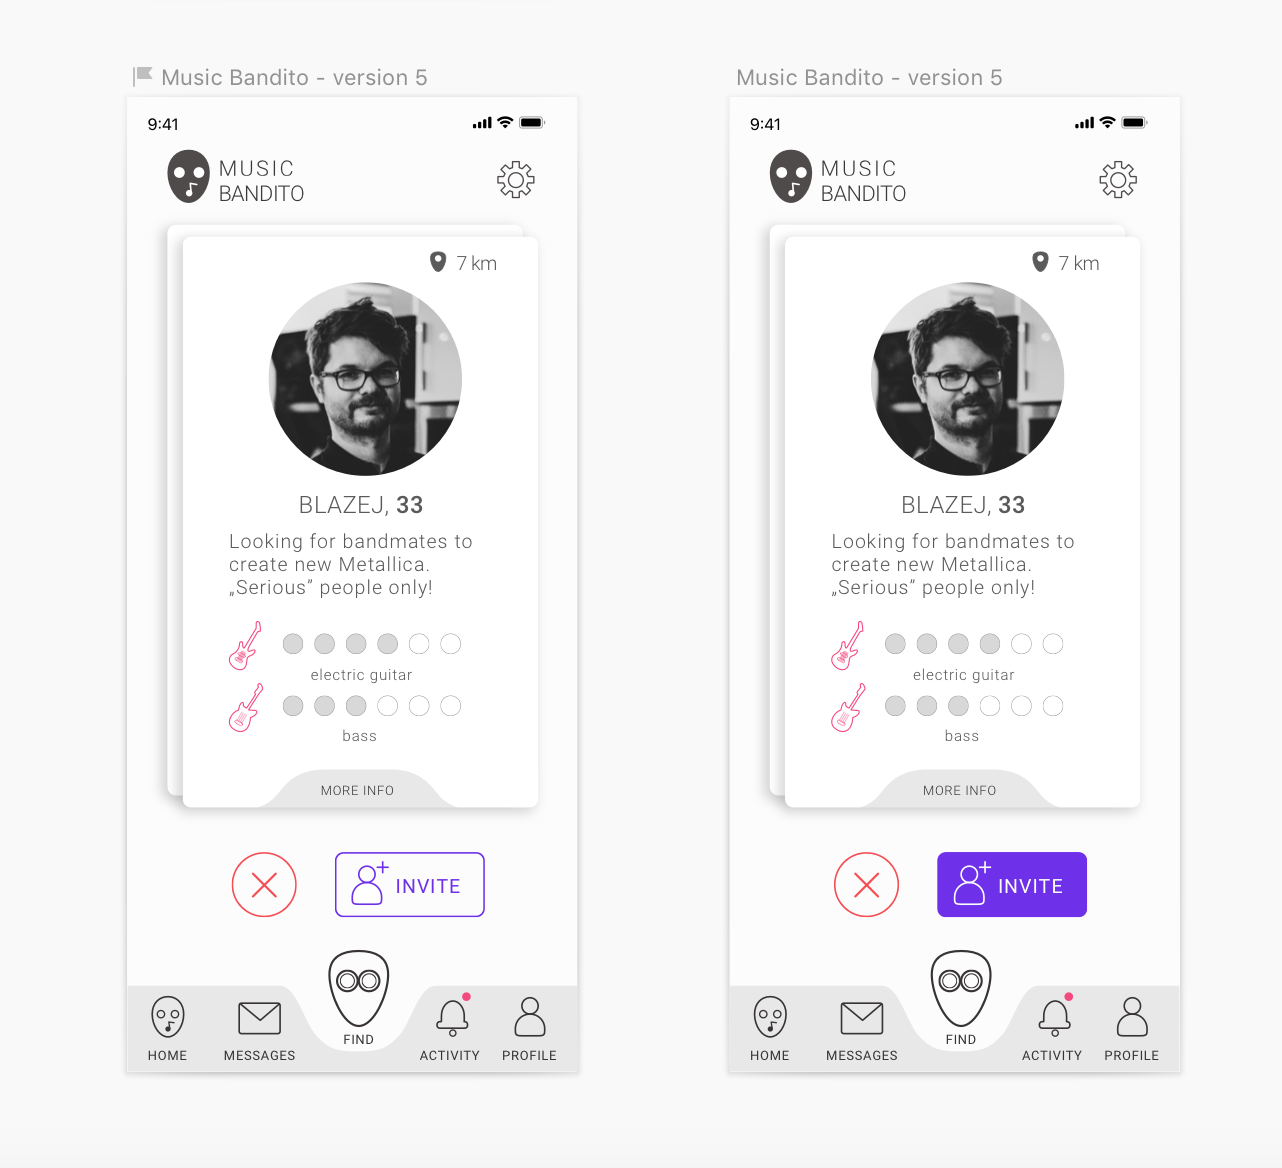 Music Bandito - version 5
9:41
MUSIC
BANDITO
7 km
BLAZEJ, 33
Looking for bandmates to
create new Metallica.
„Serious” people only!
electric guitar
bass
MORE INFO
INVITE
FIND
HOME
MESSAGES
ACTIVITY
PROFILE
Music Bandito - version 5
9:41
MUSIC
BANDITO
7 km
BLAZEJ, 33
Looking for bandmates to
create new Metallica.
„Serious” people only!
electric guitar
bass
MORE INFO
INVITE
FIND
HOME
MESSAGES
ACTIVITY
PROFILE